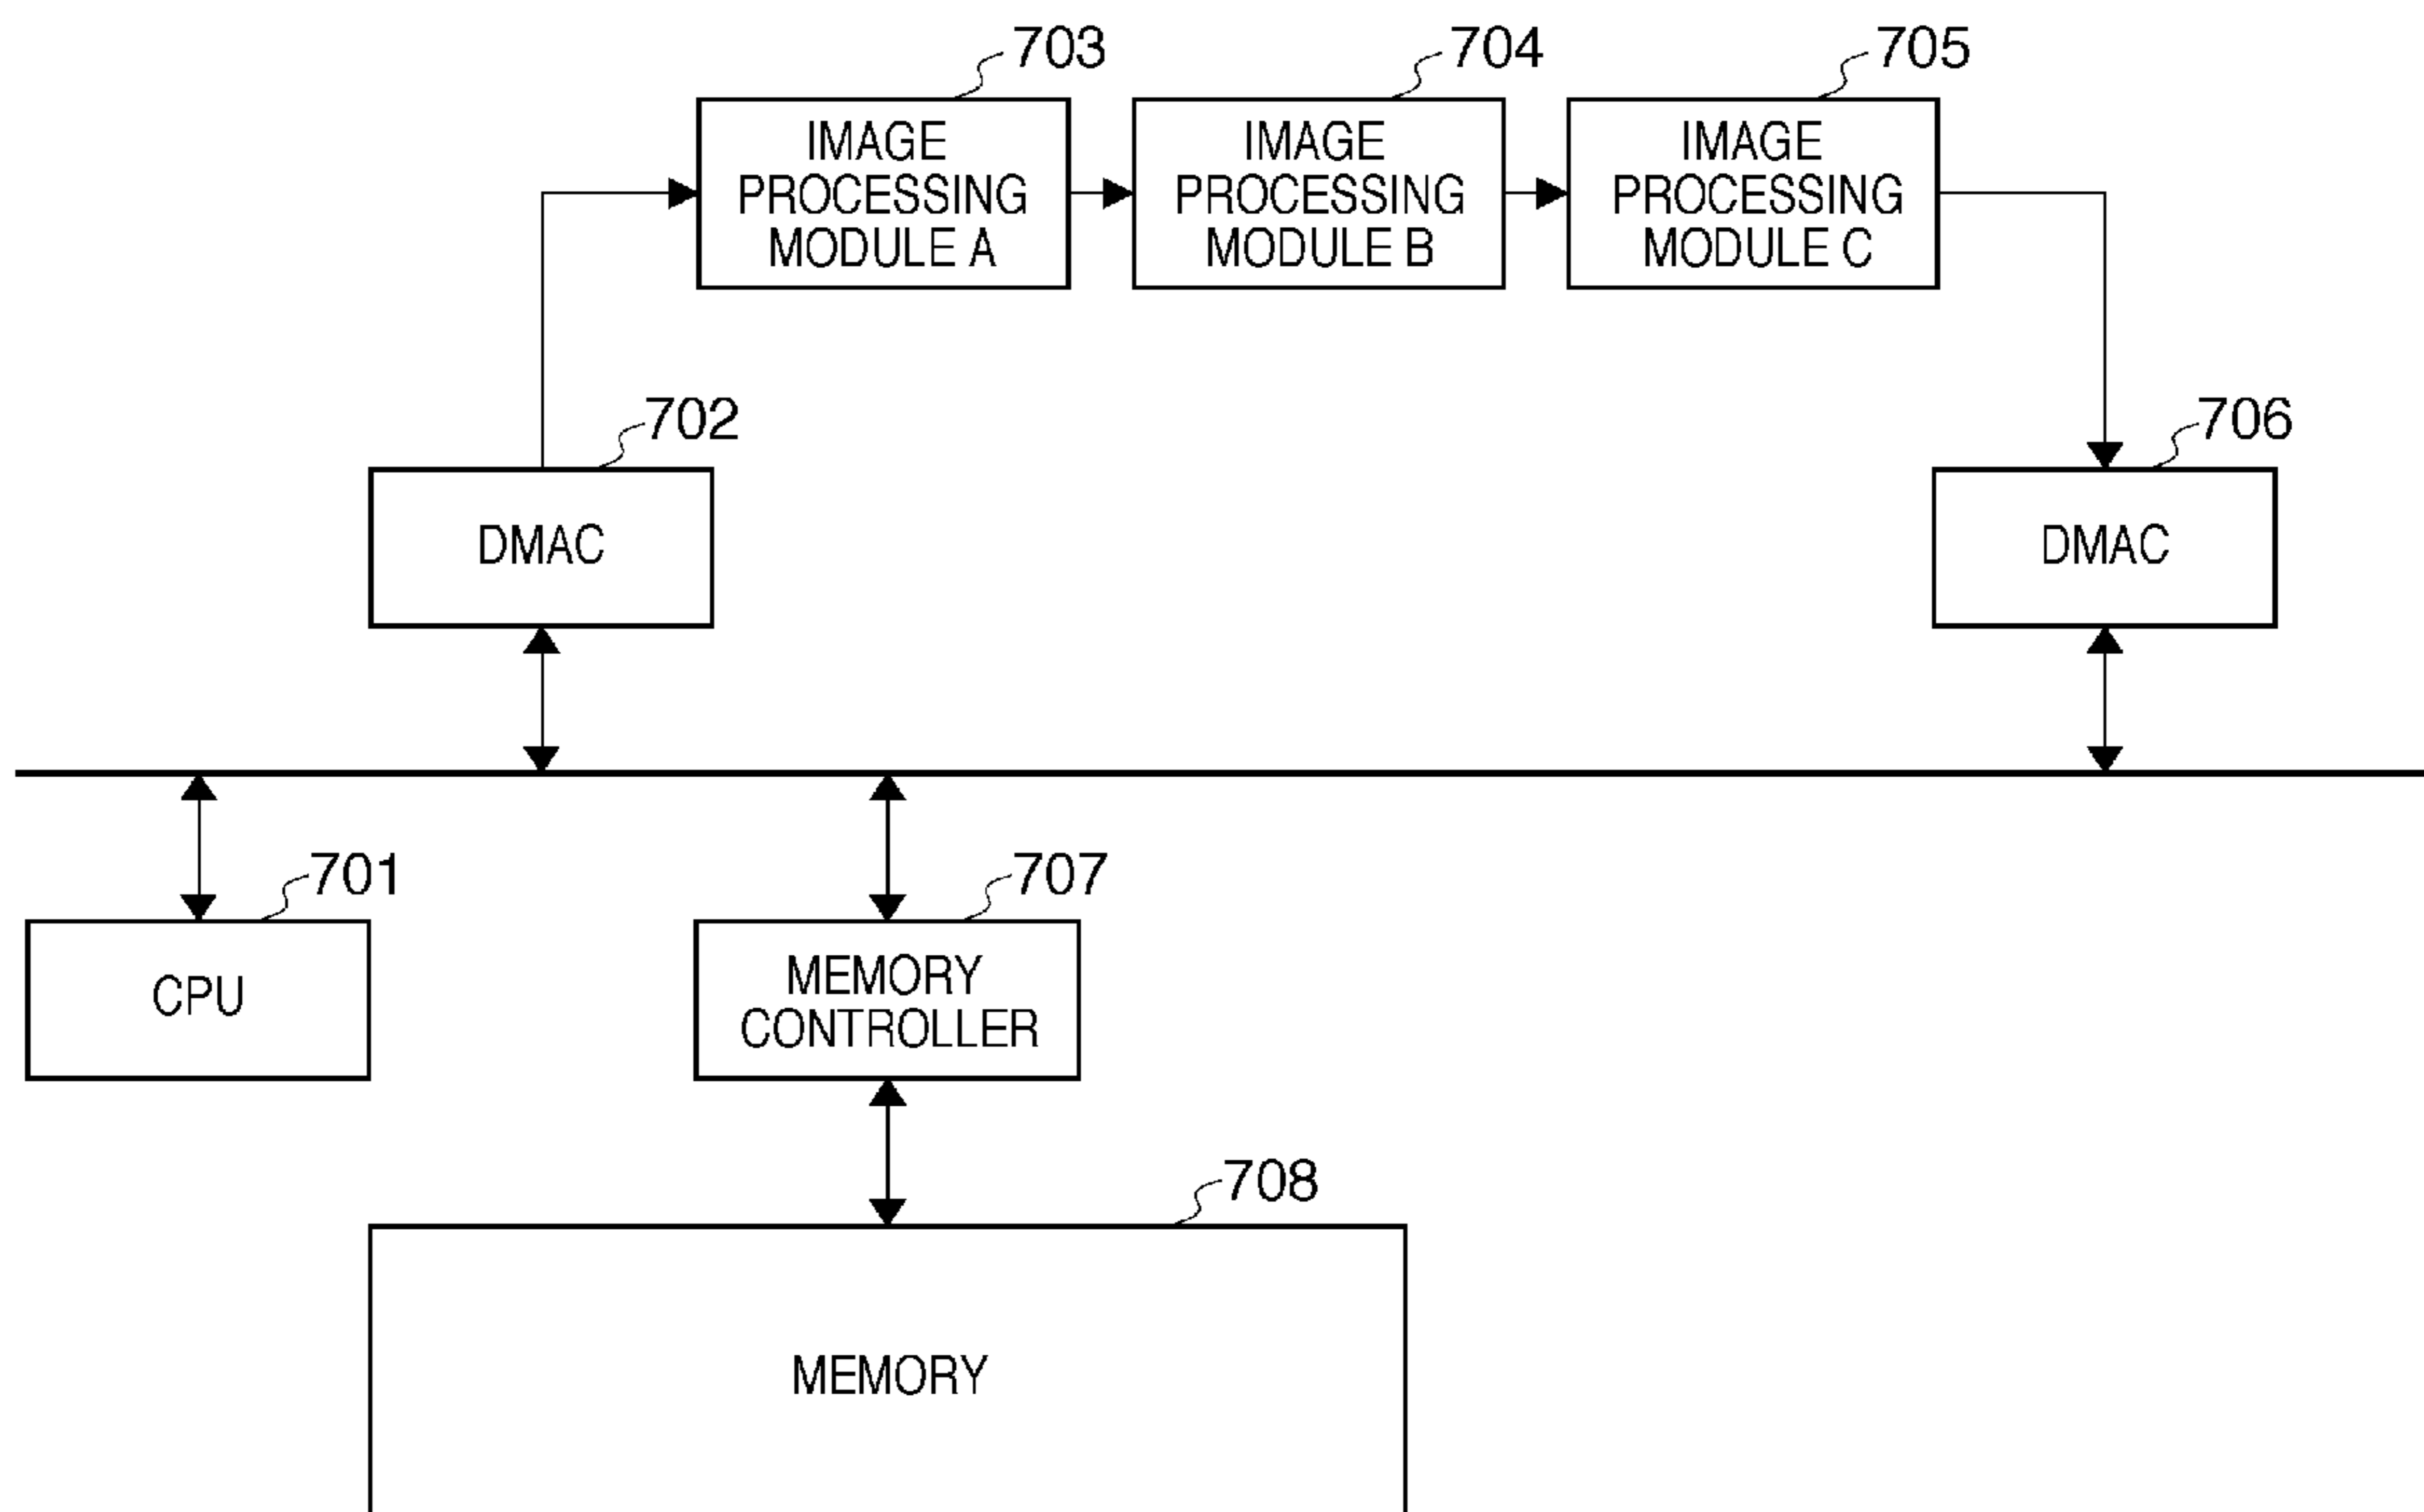 703
704
705
IMAGE
PROCESSING
MODULE A
IMAGE
PROCESSING
MODULE B
IMAGE
PROCESSING
MODULE C
702
706
DMAC
DMAC
701
707
CPU
MEMORY
CONTROLLER
708
MEMORY